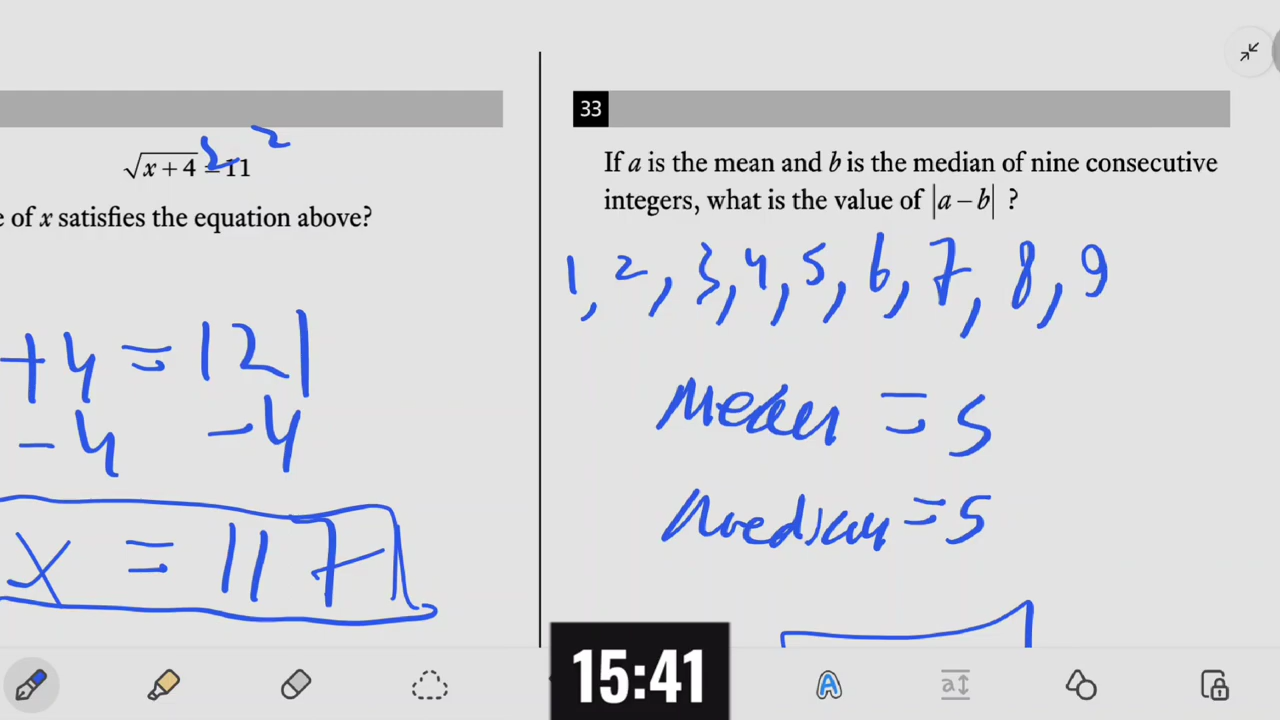 √x+4 = 11
2 2
e of x satisfies the equation above?
+4 = 121
-4 -4
x = 117
33
If a is the mean and b is the median of nine consecutive
integers, what is the value of |a – b| ?
1, 2, 3, 4, 5, 6, 7, 8, 9
Mean = 5
Median = 5
15:41
A
a